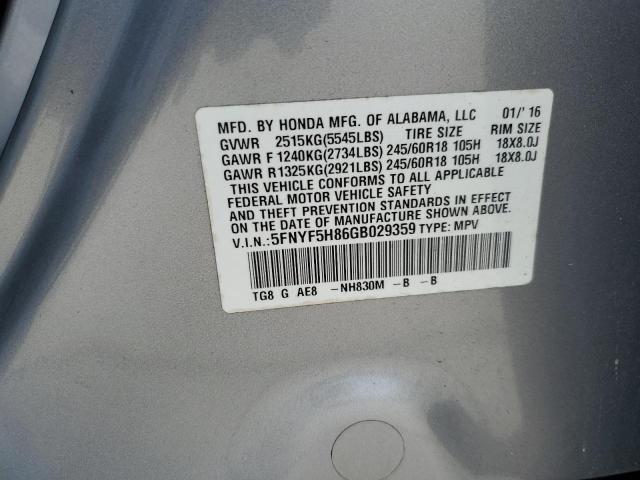 MFD. BY HONDA MFG. OF ALABAMA, LLC 01/'16
GVWR 2515KG(5545LBS) TIRE SIZE RIM SIZE
GAWR F 1240KG(2734LBS) 245/60R18 105H 18X8.0J
GAWR R1325KG(2921LBS) 245/60R18 105H 18X8.0J
THIS VEHICLE CONFORMS TO ALL APPLICABLE
FEDERAL MOTOR VEHICLE SAFETY
AND THEFT PREVENTION STANDARDS IN EFFECT
ON THE DATE OF MANUFACTURE SHOWN ABOVE.
V.I.N.:5FNYF5H86GB029359 TYPE: MPV
TG8 G AE8 -NH830M -B -B